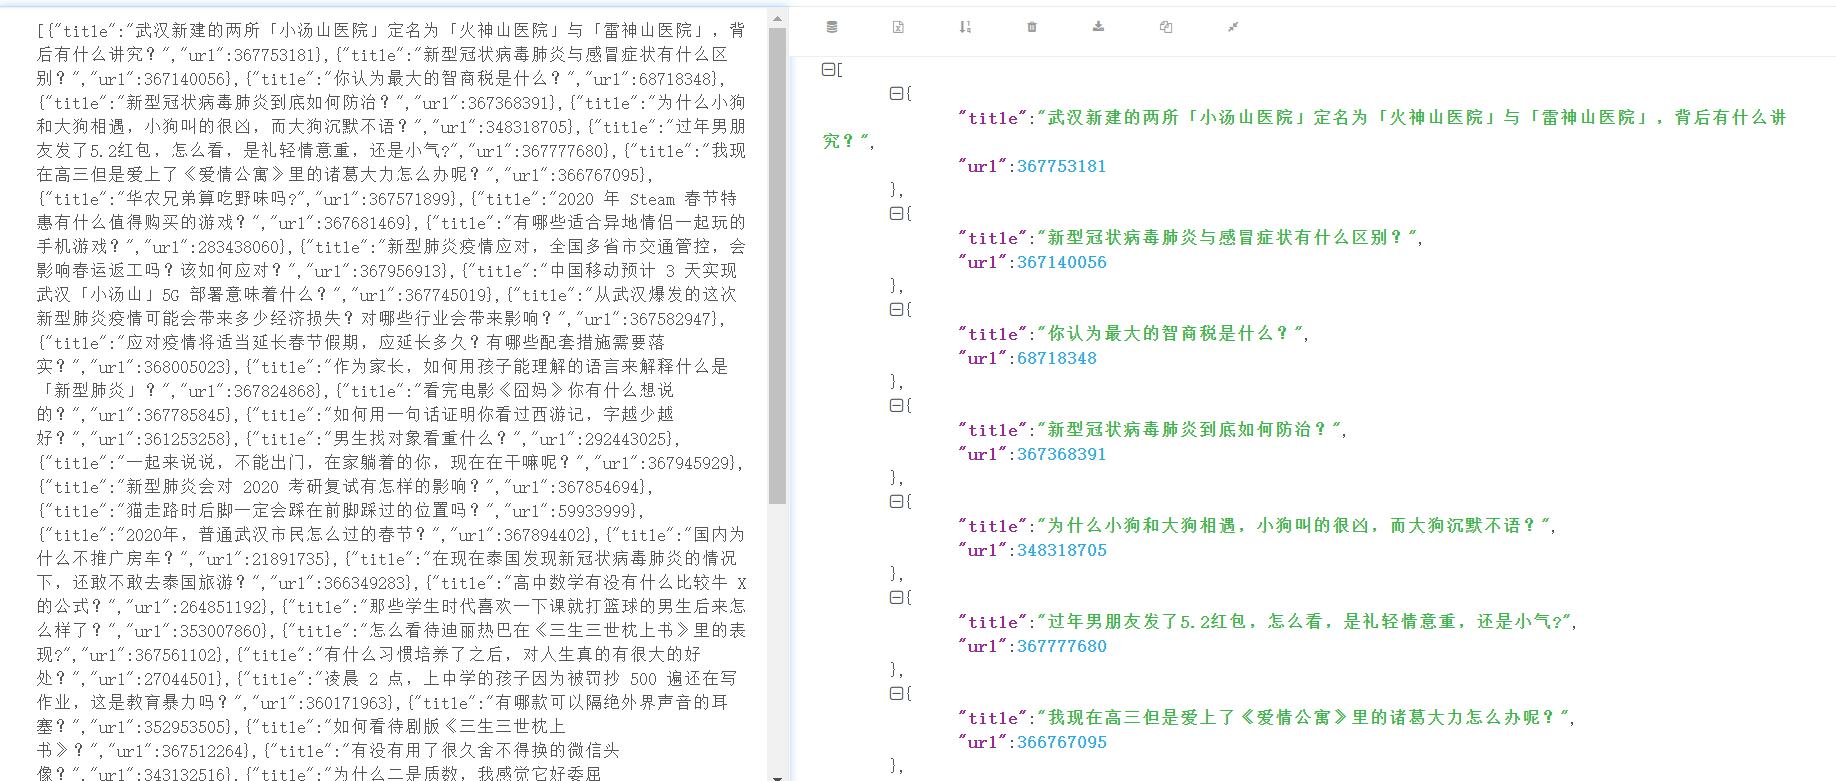 [{"title":"武汉新建的两所「小汤山医院」定名为「火神山医院」与「雷神山医院」，背
后有什么讲究？","url":367753181},{"title":"新型冠状病毒肺炎与感冒症状有什么区
别？","url":367140056},{"title":"你认为最大的智商税是什么？","url":68718348},
{"title":"新型冠状病毒肺炎到底如何防治？","url":367368391},{"title":"为什么小狗
和大狗相遇，小狗叫的很凶，而大狗沉默不语？","url":348318705},{"title":"过年男朋
友发了5.2红包，怎么看，是礼轻情意重，还是小气?","url":367777680},{"title":"我现
在高三但是爱上了《爱情公寓》里的诸葛大力怎么办呢？","url":366767095},
{"title":"华农兄弟算吃野味吗?","url":367571899},{"title":"2020 年 Steam 春节特
惠有什么值得购买的游戏？","url":367681469},{"title":"有哪些适合异地情侣一起玩的
手机游戏？","url":283438060},{"title":"新型肺炎疫情应对，全国多省市交通管控，会
影响春运返工吗？该如何应对？","url":367956913},{"title":"中国移动预计 3 天实现
武汉「小汤山」5G 部署意味着什么？","url":367745019},{"title":"从武汉爆发的这次
新型肺炎疫情可能会带来多少经济损失？对哪些行业会带来影响？","url":367582947},
{"title":"应对疫情将适当延长春节假期，应延长多久？有哪些配套措施需要落
实？","url":368005023},{"title":"作为家长，如何用孩子能理解的语言来解释什么是
「新型肺炎」？","url":367824868},{"title":"看完电影《囧妈》你有什么想说
的？","url":367785845},{"title":"如何用一句话证明你看过西游记，字越少越
好？","url":361253258},{"title":"男生找对象看重什么？","url":292443025},
{"title":"一起来说说，不能出门，在家躺着的你，现在在干嘛呢？","url":367945929},
{"title":"新型肺炎会对 2020 考研复试有怎样的影响？","url":367854694},
{"title":"猫走路时后脚一定会踩在前脚踩过的位置吗？","url":59933999},
{"title":"2020年，普通武汉市民怎么过的春节？","url":367894402},{"title":"国内为
什么不推广房车？","url":21891735},{"title":"在现在泰国发现新冠状病毒肺炎的情况
下，还敢不敢去泰国旅游？","url":366349283},{"title":"高中数学有没有什么比较牛 X
的公式？","url":264851192},{"title":"那些学生时代喜欢一下课就打篮球的男生后来怎
么样了？","url":353007860},{"title":"怎么看待迪丽热巴在《三生三世枕上书》里的表
现?","url":367561102},{"title":"有什么习惯培养了之后，对人生真的有很大的好
处？","url":27044501},{"title":"凌晨 2 点，上中学的孩子因为被罚抄 500 遍还在写
作业，这是教育暴力吗？","url":360171963},{"title":"有哪款可以隔绝外界声音的耳
塞？","url":352953505},{"title":"如何看待剧版《三生三世枕上
书》？","url":367512264},{"title":"有没有用了很久舍不得换的微信头
像？","url":343132516},{"title":"为什么二是质数，我感觉它好委屈
[
{
"title":"武汉新建的两所「小汤山医院」定名为「火神山医院」与「雷神山医院」，背后有什么讲
究？",
"url":367753181
},
{
"title":"新型冠状病毒肺炎与感冒症状有什么区别？",
"url":367140056
},
{
"title":"你认为最大的智商税是什么？",
"url":68718348
},
{
"title":"新型冠状病毒肺炎到底如何防治？",
"url":367368391
},
{
"title":"为什么小狗和大狗相遇，小狗叫的很凶，而大狗沉默不语？",
"url":348318705
},
{
"title":"过年男朋友发了5.2红包，怎么看，是礼轻情意重，还是小气?",
"url":367777680
},
{
"title":"我现在高三但是爱上了《爱情公寓》里的诸葛大力怎么办呢？",
"url":366767095
},